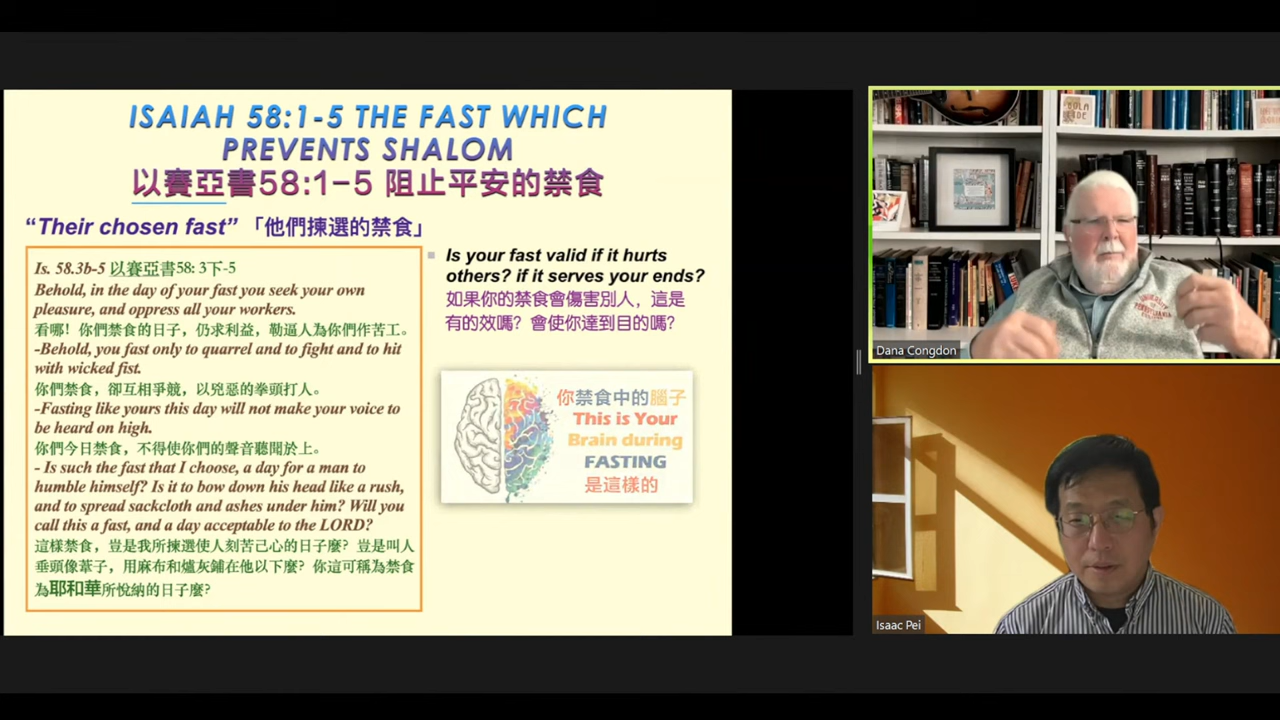 ISAIAH 58:1-5 THE FAST WHICH
PREVENTS SHALOM
以賽亞書58:1-5 阻止平安的禁食
“Their chosen fast” 「他們揀選的禁食」
Is. 58.3b-5 以賽亞書58: 3下-5
Behold, in the day of your fast you seek your own
pleasure, and oppress all your workers.
看哪! 你們禁食的日子，仍求利益，勒逼人為你們作苦工。
-Behold, you fast only to quarrel and to fight and to hit
with wicked fist.
你們禁食，卻互相爭競，以兇惡的拳頭打人。
-Fasting like yours this day will not make your voice to
be heard on high.
你們今日禁食，不得使你們的聲音聽聞於上。
- Is such the fast that I choose, a day for a man to
humble himself? Is it to bow down his head like a rush,
and to spread sackcloth and ashes under him? Will you
call this a fast, and a day acceptable to the LORD?
這樣禁食，豈是我所揀選使人刻苦己心的日子麼? 豈是叫人
垂頭像葦子，用麻布和爐灰鋪在他以下麼? 你這可稱為禁食
為耶和華所悅納的日子麼?
Is your fast valid if it hurts
others? if it serves your ends?
如果你的禁食會傷害別人，這是
有的效嗎? 會使你達到目的嗎?
你禁食中的腦子
This is Your
Brain during
FASTING
是這樣的
UNIVERSITY OF
Dana Congdon
Isaac Pei